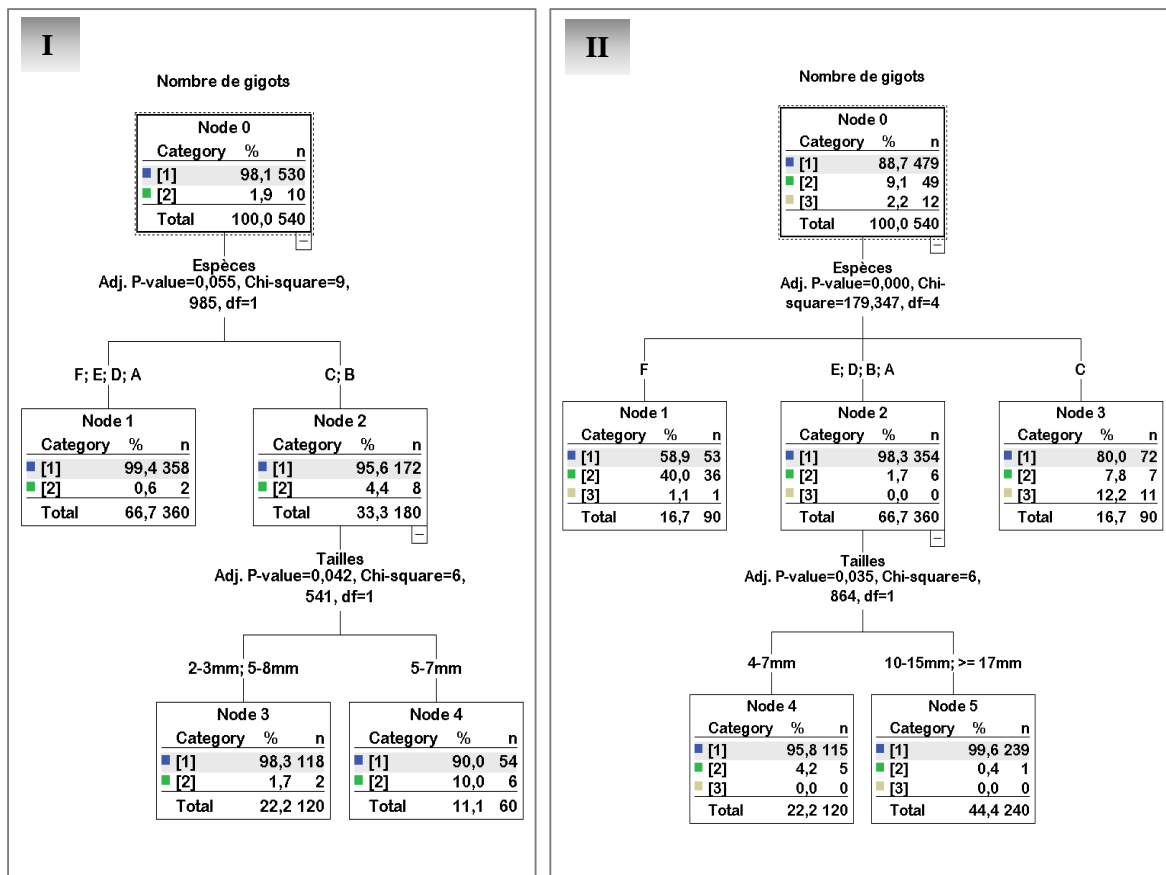 I
Nombre de gigots
Node 0
Category % n
[1] 98,1 530
[2] 1,9 10
Total 100,0 540
Espèces
Adj. P-value=0,055, Chi-square=9,
985, df=1
F; E; D; A
C; B
Node 1
Category % n
[1] 99,4 358
[2] 0,6 2
Total 66,7 360
Node 2
Category % n
[1] 95,6 172
[2] 4,4 8
Total 33,3 180
Tailles
Adj. P-value=0,042, Chi-square=6,
541, df=1
2-3mm; 5-8mm
5-7mm
Node 3
Category % n
[1] 98,3 118
[2] 1,7 2
Total 22,2 120
Node 4
Category % n
[1] 90,0 54
[2] 10,0 6
Total 11,1 60
II
Nombre de gigots
Node 0
Category % n
[1] 88,7 479
[2] 9,1 49
[3] 2,2 12
Total 100,0 540
Espèces
Adj. P-value=0,000, Chi-
square=179,347, df=4
F
E; D; B; A
C
Node 1
Category % n
[1] 58,9 53
[2] 40,0 36
[3] 1,1 1
Total 16,7 90
Node 2
Category % n
[1] 98,3 354
[2] 1,7 6
[3] 0,0 0
Total 66,7 360
Node 3
Category % n
[1] 80,0 72
[2] 7,8 7
[3] 12,2 11
Total 16,7 90
Tailles
Adj. P-value=0,035, Chi-square=6,
864, df=1
4-7mm
10-15mm; >= 17mm
Node 4
Category % n
[1] 95,8 115
[2] 4,2 5
[3] 0,0 0
Total 22,2 120
Node 5
Category % n
[1] 99,6 239
[2] 0,4 1
[3] 0,0 0
Total 44,4 240